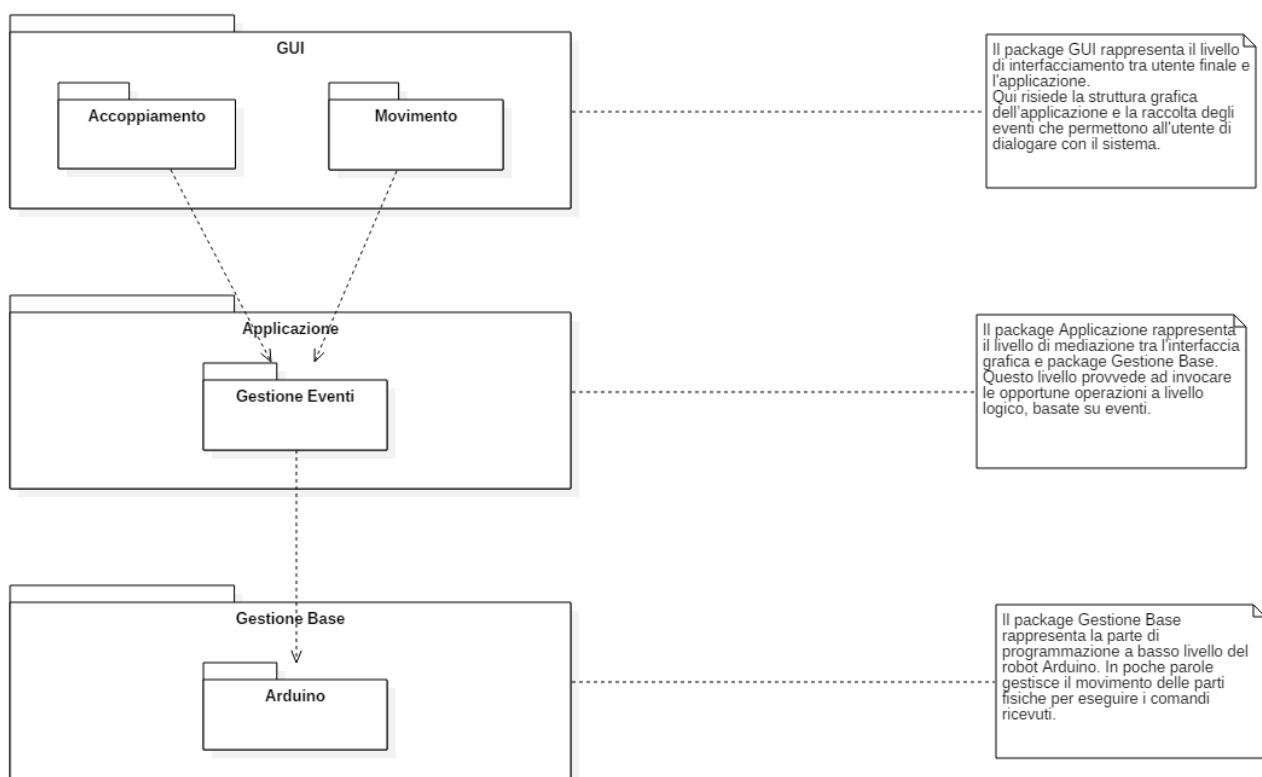 GUI
Accoppiamento
Movimento
Il package GUI rappresenta il livello
di interfacciamento tra utente finale e
l'applicazione.
Qui risiede la struttura grafica
dell'applicazione e la raccolta degli
eventi che permettono all'utente di
dialogare con il sistema.
Applicazione
Gestione Eventi
Il package Applicazione rappresenta
il livello di mediazione tra l'interfaccia
grafica e package Gestione Base.
Questo livello provvede ad invocare
le opportune operazioni a livello
logico, basate su eventi.
Gestione Base
Arduino
Il package Gestione Base
rappresenta la parte di
programmazione a basso livello del
robot Arduino. In poche parole
gestisce il movimento delle parti
fisiche per eseguire i comandi
ricevuti.